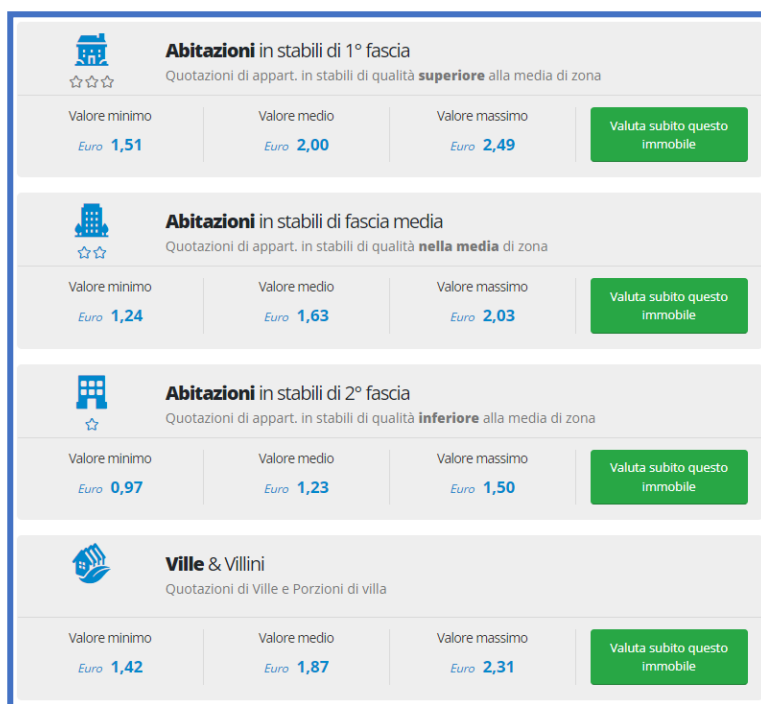 Abitazioni in stabili di 1° fascia
Quotazioni di appart. in stabili di qualità superiore alla media di zona
Valore minimo Valore medio Valore massimo
Euro 1,51 Euro 2,00 Euro 2,49
Valuta subito questo
immobile
Abitazioni in stabili di fascia media
Quotazioni di appart. in stabili di qualità nella media di zona
Valore minimo Valore medio Valore massimo
Euro 1,24 Euro 1,63 Euro 2,03
Valuta subito questo
immobile
Abitazioni in stabili di 2° fascia
Quotazioni di appart. in stabili di qualità inferiore alla media di zona
Valore minimo Valore medio Valore massimo
Euro 0,97 Euro 1,23 Euro 1,50
Valuta subito questo
immobile
Ville & Villini
Quotazioni di Ville e Porzioni di villa
Valore minimo Valore medio Valore massimo
Euro 1,42 Euro 1,87 Euro 2,31
Valuta subito questo
immobile